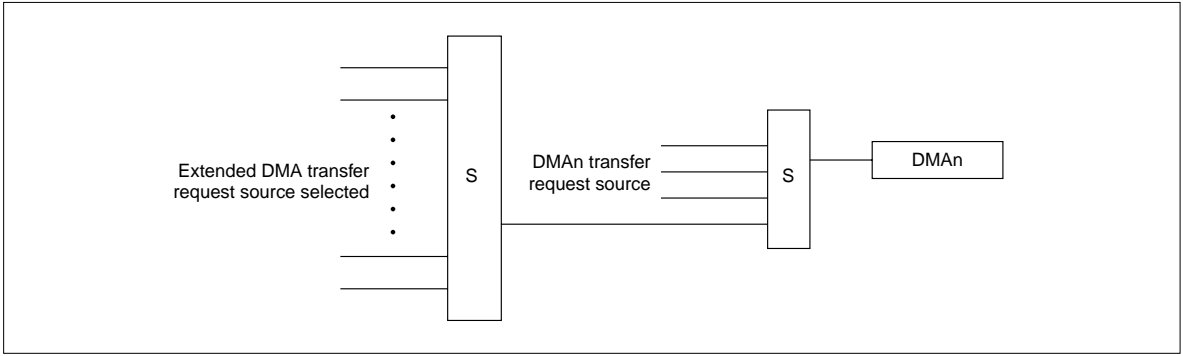 Extended DMA transfer
request source selected
S
DMAn transfer
request source
S
DMAn